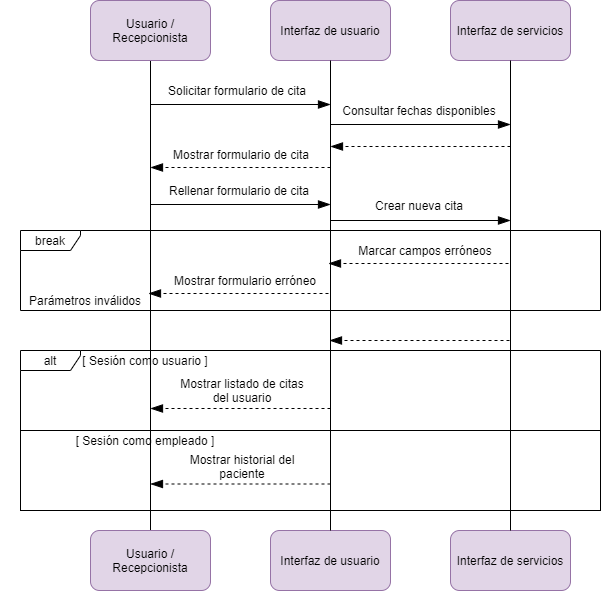 Usuario /
Recepcionista
Interfaz de usuario
Interfaz de servicios
Solicitar formulario de cita
Consultar fechas disponibles
Mostrar formulario de cita
Rellenar formulario de cita
Crear nueva cita
break
Marcar campos erróneos
Mostrar formulario erróneo
Parámetros inválidos
alt
[ Sesión como usuario ]
Mostrar listado de citas
del usuario
[ Sesión como empleado ]
Mostrar historial del
paciente
Usuario /
Recepcionista
Interfaz de usuario
Interfaz de servicios